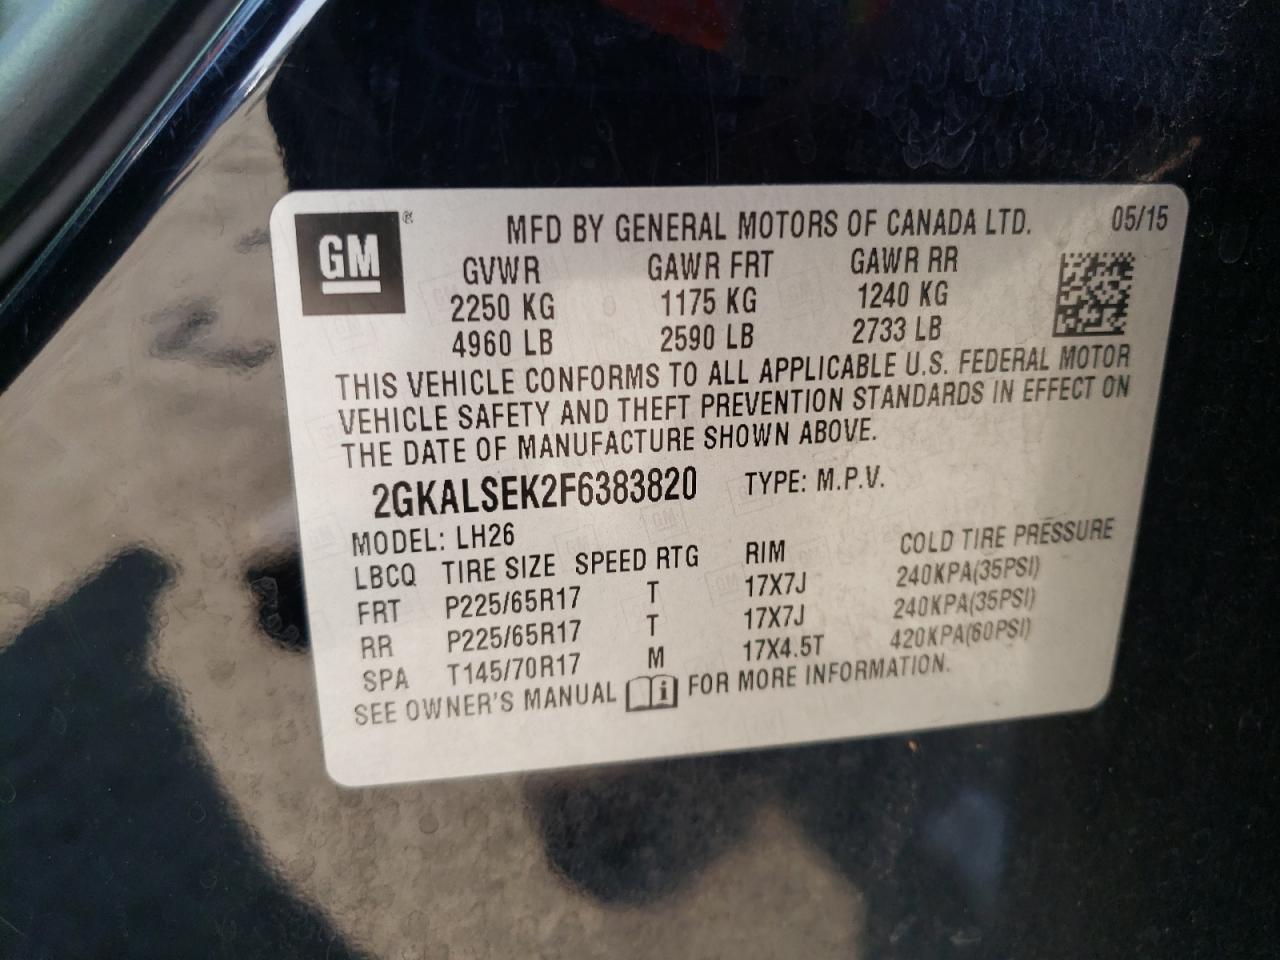 GM®
MFD BY GENERAL MOTORS OF CANADA LTD. 05/15
GVWR GAWR FRT GAWR RR
2250 KG 1175 KG 1240 KG
4960 LB 2590 LB 2733 LB
THIS VEHICLE CONFORMS TO ALL APPLICABLE U.S. FEDERAL MOTOR
VEHICLE SAFETY AND THEFT PREVENTION STANDARDS IN EFFECT ON
THE DATE OF MANUFACTURE SHOWN ABOVE.
2GKALSEK2F6383820 TYPE: M.P.V.
MODEL: LH26
LBCQ TIRE SIZE SPEED RTG RIM COLD TIRE PRESSURE
FRT P225/65R17 T 17X7J 240KPA(35PSI)
RR P225/65R17 T 17X7J 240KPA(35PSI)
SPA T145/70R17 M 17X4.5T 420KPA(60PSI)
SEE OWNER'S MANUAL i FOR MORE INFORMATION.